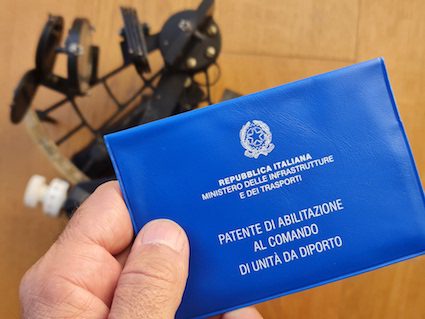 REPUBBLICA ITALIANA
MINISTERO DELLE INFRASTRUTTURE
E DEI TRASPORTI
PATENTE DI ABILITAZIONE
AL COMANDO
DI UNITÀ DA DIPORTO